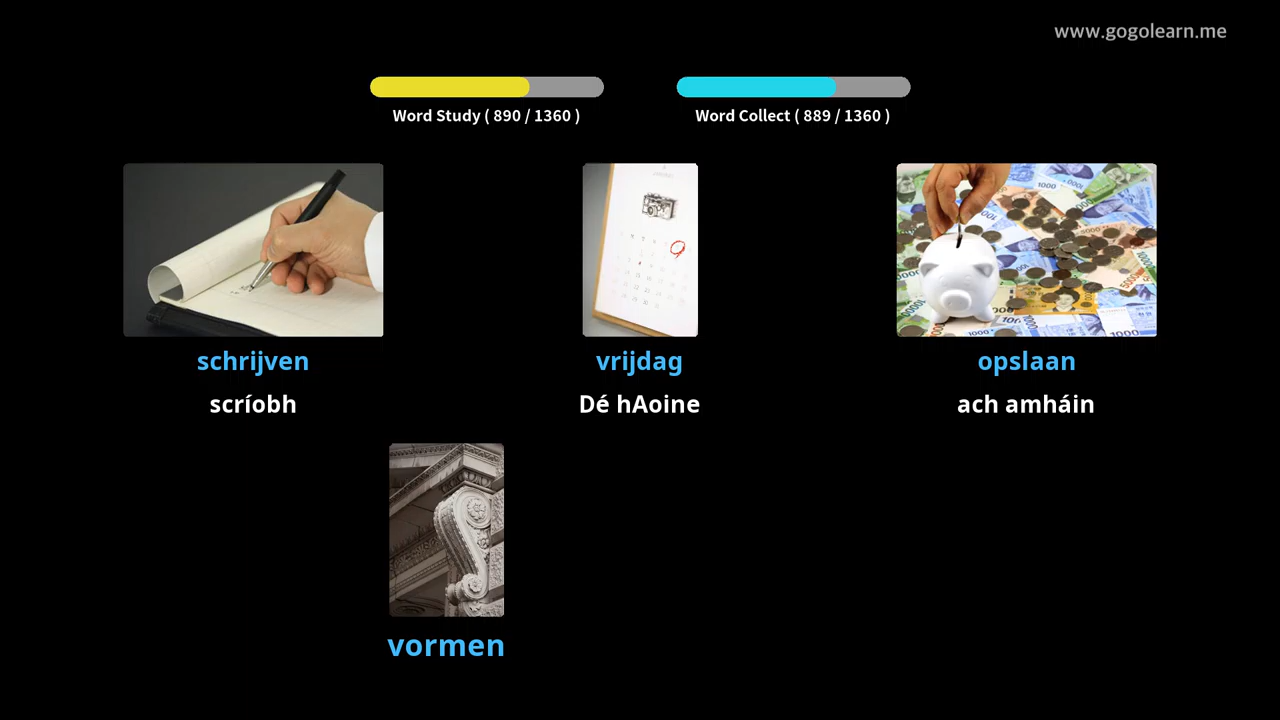 www.gogolearn.me
Word Study ( 890 / 1360 )
Word Collect ( 889 / 1360 )
schrijven
vrijdag
opslaan
scríobh
Dé hAoine
ach amháin
vormen